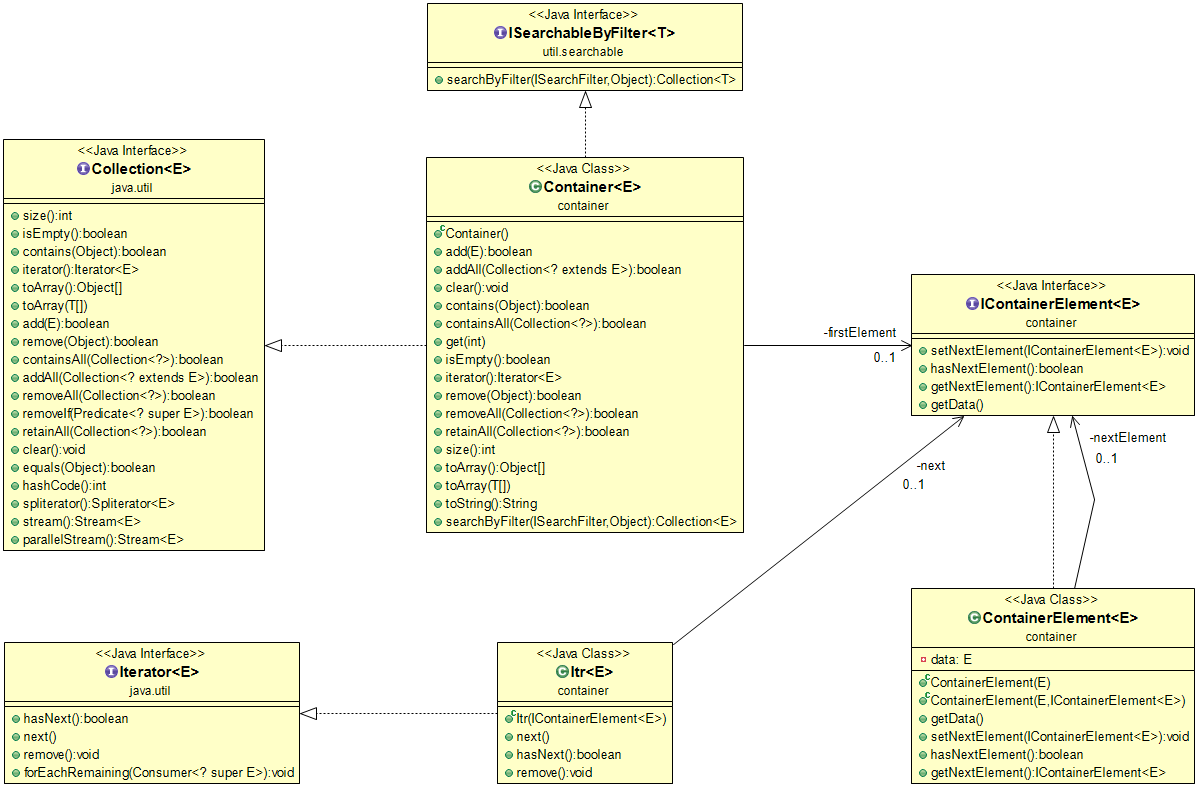 <<Java Interface>>
ISearchableByFilter<T>
util.searchable
searchByFilter(ISearchFilter,Object):Collection<T>
<<Java Interface>>
Collection<E>
java.util
size():int
isEmpty():boolean
contains(Object):boolean
iterator():Iterator<E>
toArray():Object[]
toArray(T[])
add(E):boolean
remove(Object):boolean
containsAll(Collection<?>):boolean
addAll(Collection<? extends E>):boolean
removeAll(Collection<?>):boolean
removeIf(Predicate<? super E>):boolean
retainAll(Collection<?>):boolean
clear():void
equals(Object):boolean
hashCode():int
spliterator():Spliterator<E>
stream():Stream<E>
parallelStream():Stream<E>
<<Java Class>>
Container<E>
container
Container()
add(E):boolean
addAll(Collection<? extends E>):boolean
clear():void
contains(Object):boolean
containsAll(Collection<?>):boolean
get(int)
isEmpty():boolean
iterator():Iterator<E>
remove(Object):boolean
removeAll(Collection<?>):boolean
retainAll(Collection<?>):boolean
size():int
toArray():Object[]
toArray(T[])
toString():String
searchByFilter(ISearchFilter,Object):Collection<E>
-firstElement
0..1
<<Java Interface>>
IContainerElement<E>
container
setNextElement(IContainerElement<E>):void
hasNextElement():boolean
getNextElement():IContainerElement<E>
getData()
-nextElement
0..1
-next
0..1
<<Java Interface>>
Iterator<E>
java.util
hasNext():boolean
next()
remove():void
forEachRemaining(Consumer<? super E>):void
<<Java Class>>
Itr<E>
container
Itr(IContainerElement<E>)
next()
hasNext():boolean
remove():void
<<Java Class>>
ContainerElement<E>
container
data: E
ContainerElement(E)
ContainerElement(E,IContainerElement<E>)
getData()
setNextElement(IContainerElement<E>):void
hasNextElement():boolean
getNextElement():IContainerElement<E>